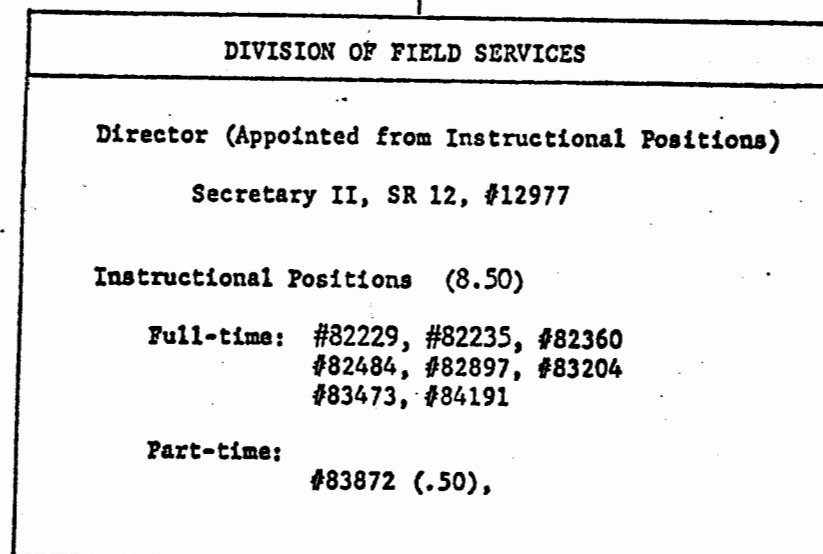 DIVISION OF FIELD SERVICES
Director (Appointed from Instructional Positions)
Secretary II, SR 12, #12977
Instructional Positions (8.50)
Full-time: #82229, #82235, #82360
#82484, #82897, #83204
#83473, #84191
Part-time:
#83872 (.50),